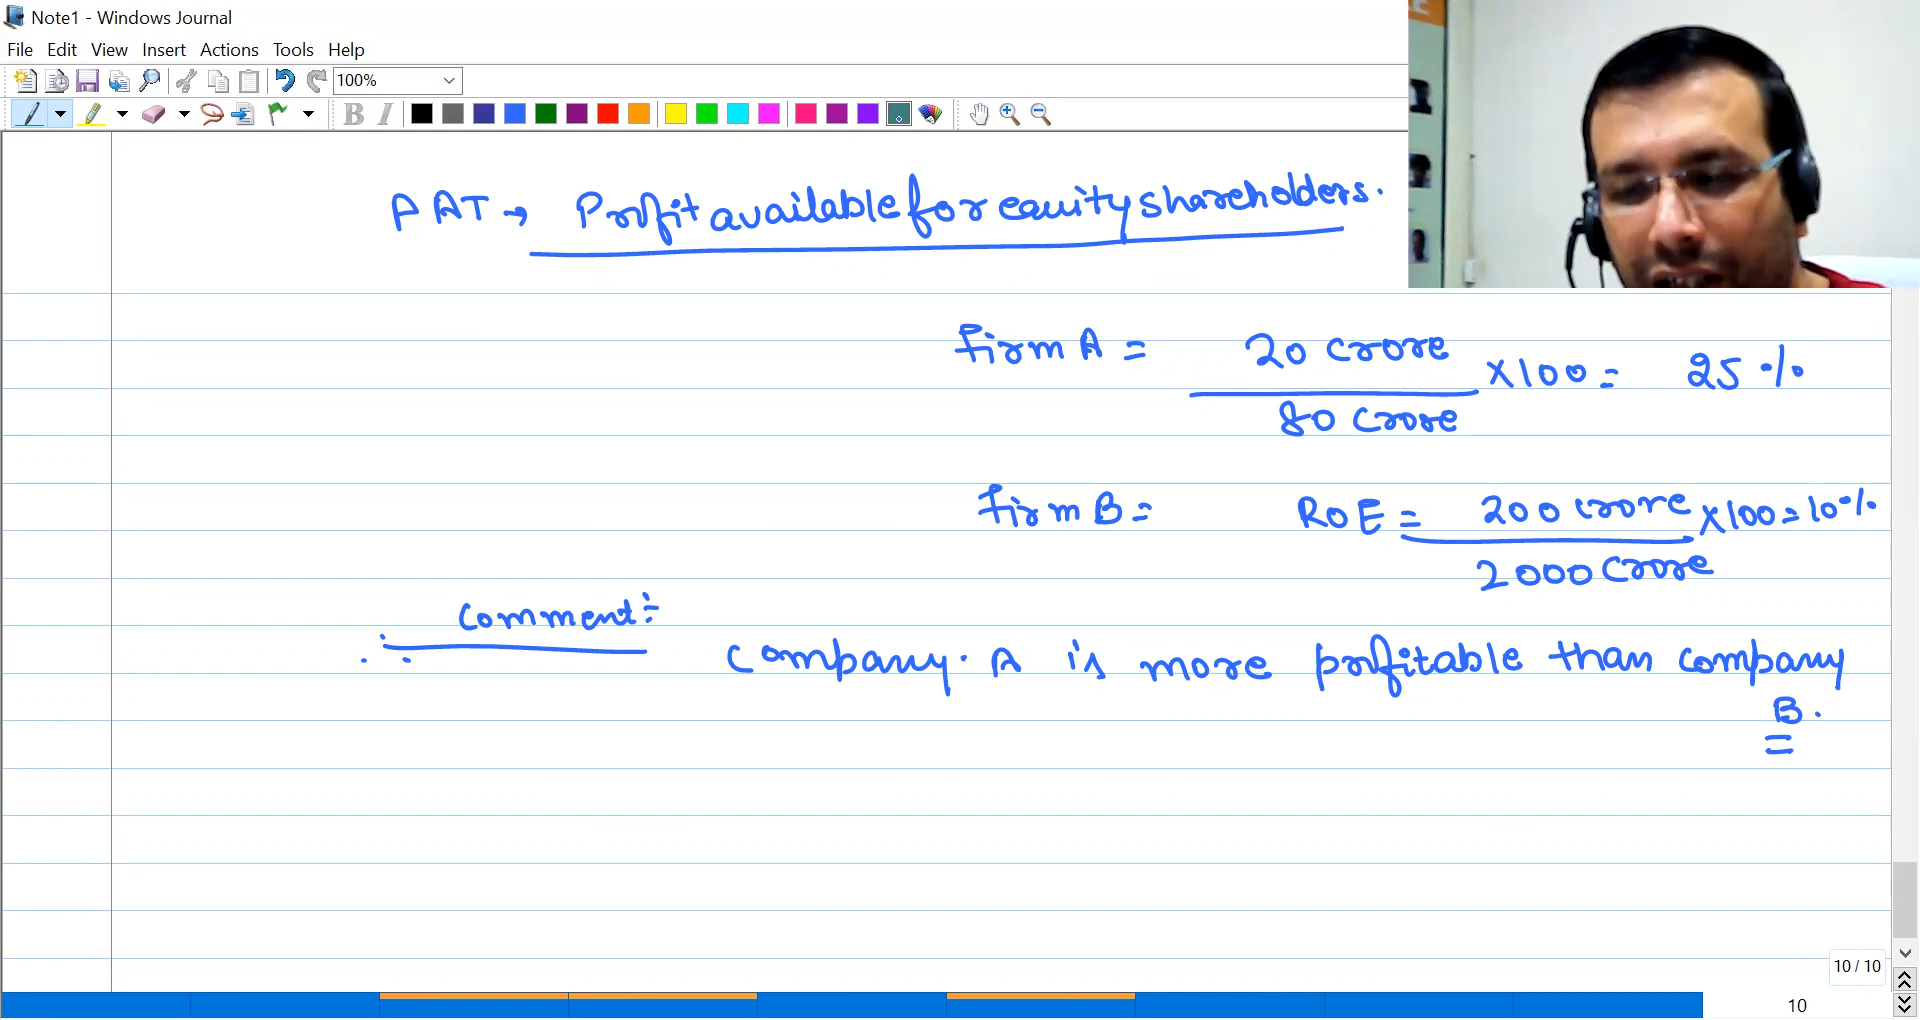 Note1 - Windows Journal
File Edit View Insert Actions Tools Help
100%
B I
PAT → Profit available for equity shareholders.
Firm A = 20 crore
× 100 = 25 %
80 crore
Firm B = ROE = 200 crore × 100 = 10%
2000 crore
Comment :-
∴ Company. A is more profitable than company
B.
10 / 10
10